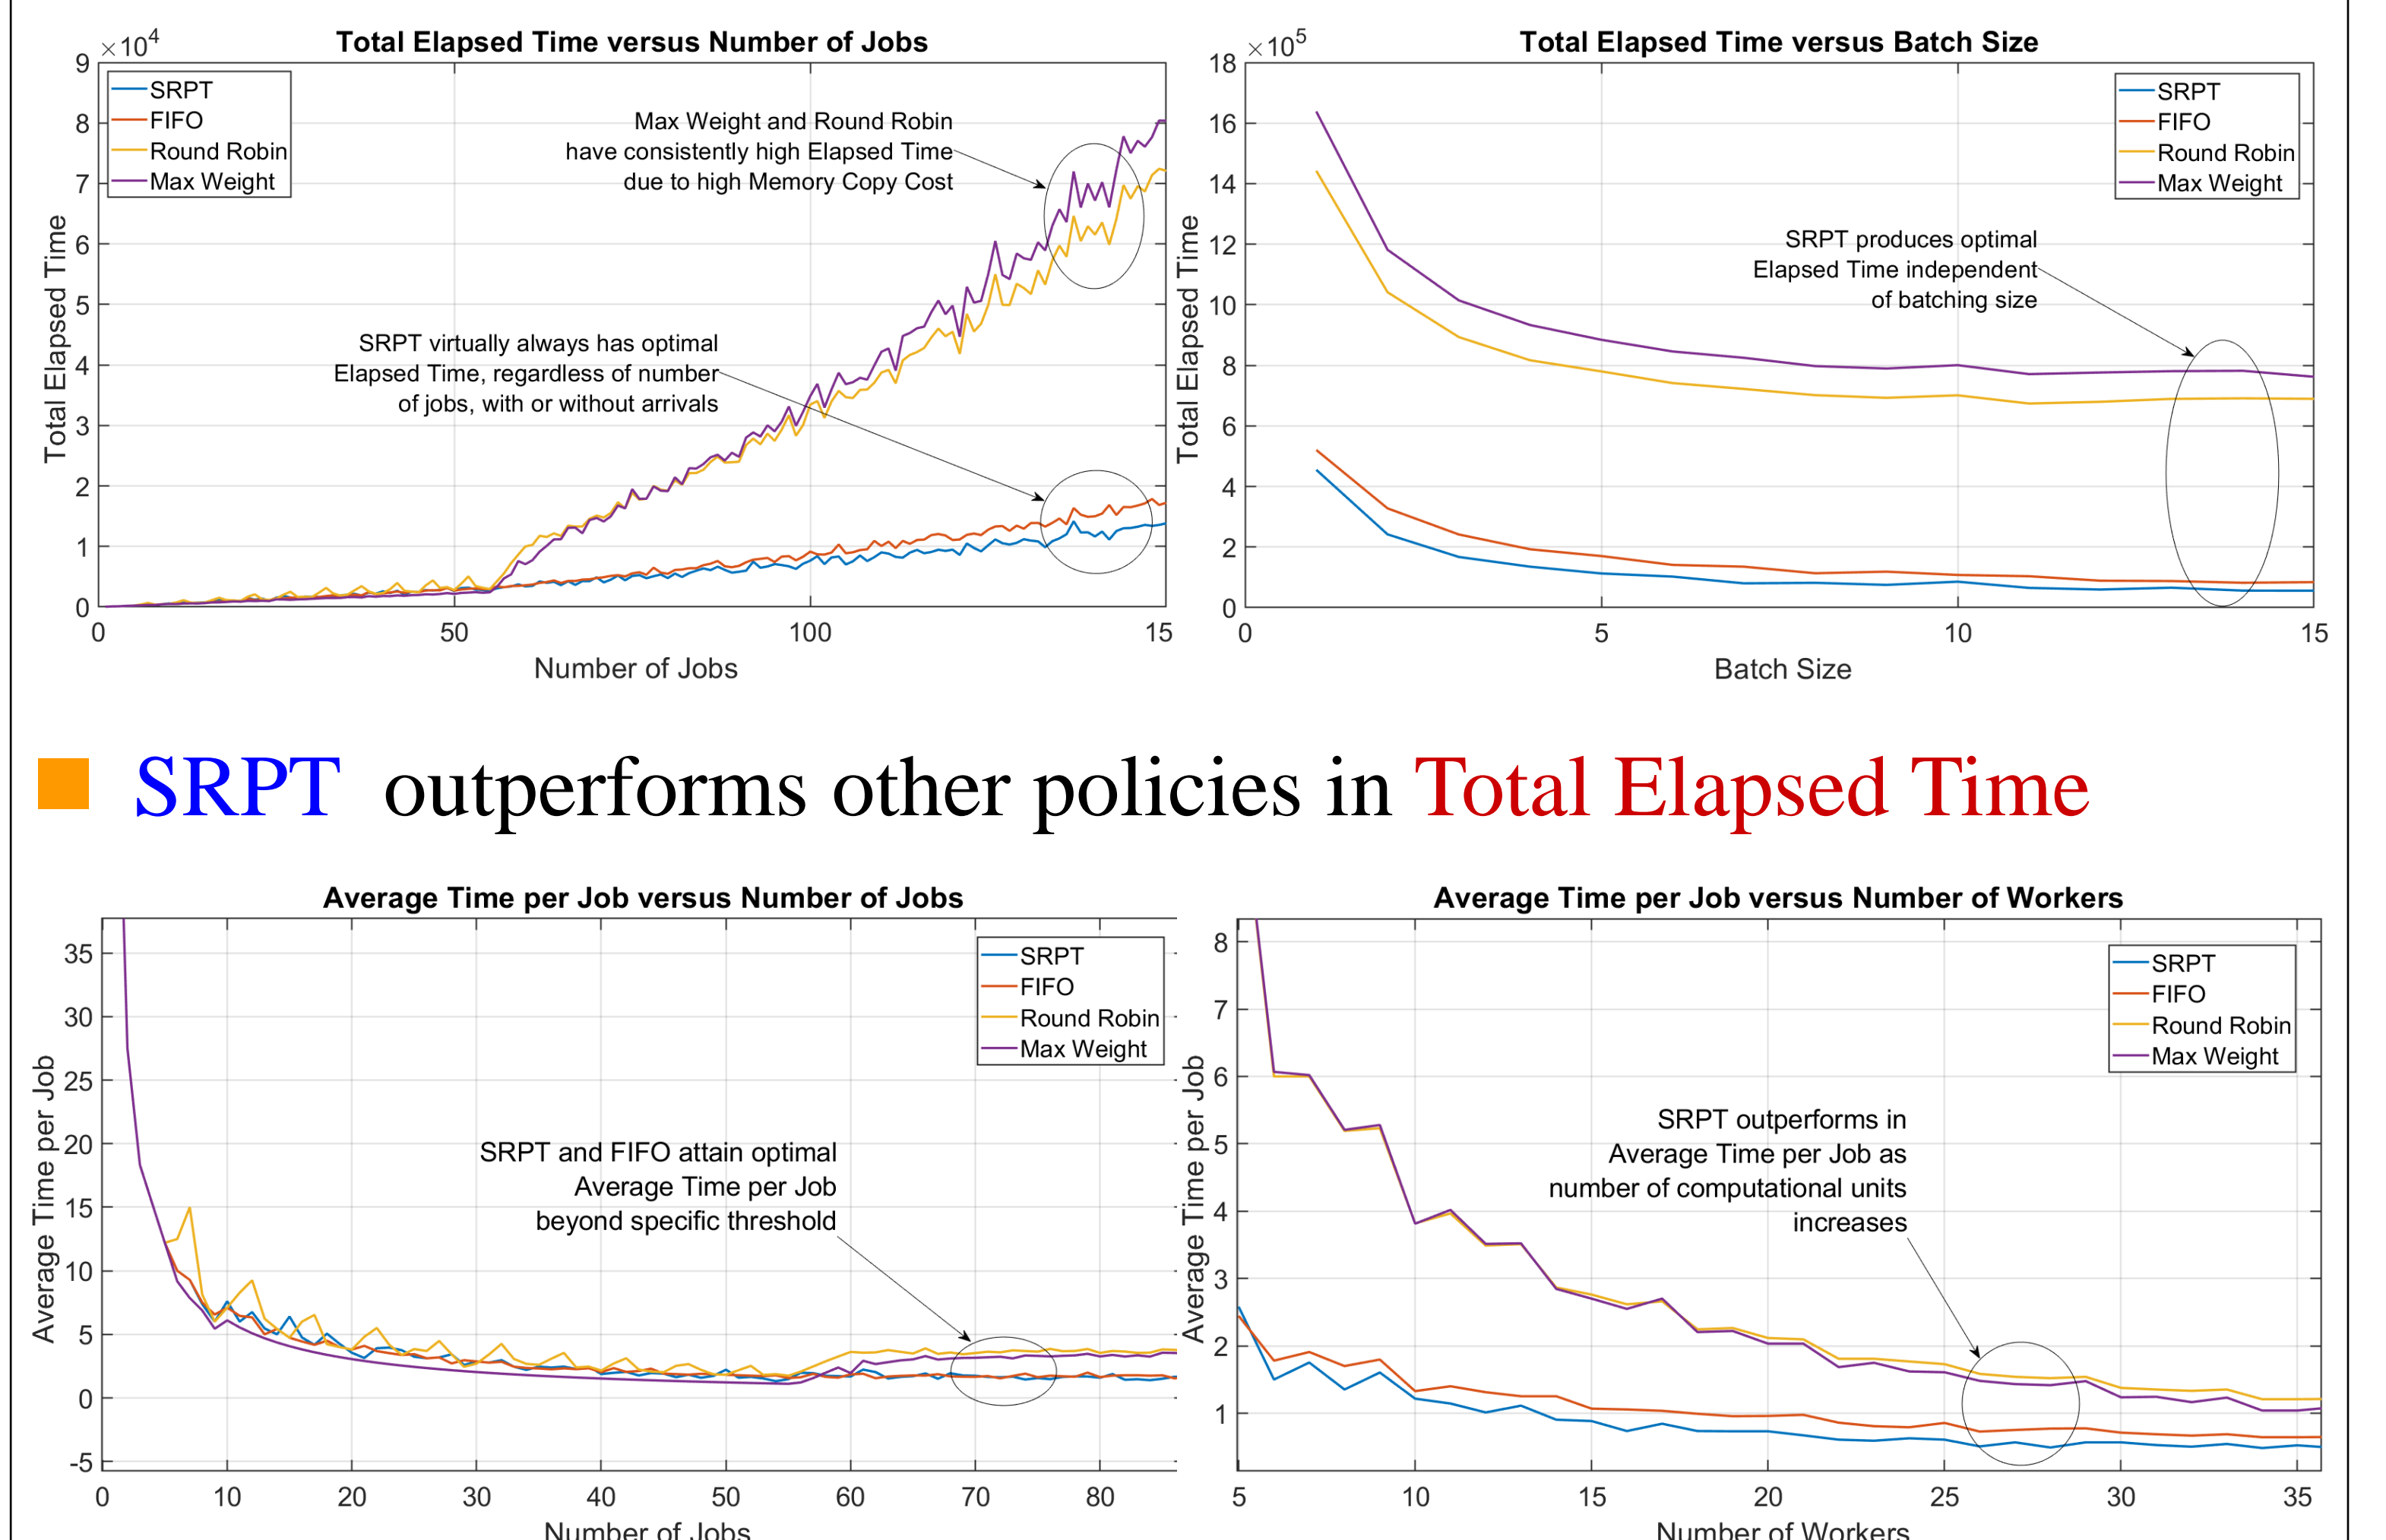 Total Elapsed Time versus Number of Jobs
×10^4
9
8
7
6
5
4
3
2
1
0
Total Elapsed Time
SRPT
FIFO
Round Robin
Max Weight
Max Weight and Round Robin
have consistently high Elapsed Time
due to high Memory Copy Cost
SRPT virtually always has optimal
Elapsed Time, regardless of number
of jobs, with or without arrivals
0 50 100 15
Number of Jobs
Total Elapsed Time versus Batch Size
×10^5
18
16
14
12
10
8
6
4
2
0
Total Elapsed Time
SRPT
FIFO
Round Robin
Max Weight
SRPT produces optimal
Elapsed Time independent
of batching size
0 5 10 15
Batch Size
SRPT outperforms other policies in Total Elapsed Time
Average Time per Job versus Number of Jobs
35
30
25
20
15
10
5
0
-5
Average Time per Job
SRPT
FIFO
Round Robin
Max Weight
SRPT and FIFO attain optimal
Average Time per Job
beyond specific threshold
0 10 20 30 40 50 60 70 80
Number of Jobs
Average Time per Job versus Number of Workers
8
7
6
5
4
3
2
1
Average Time per Job
SRPT
FIFO
Round Robin
Max Weight
SRPT outperforms in
Average Time per Job as
number of computational units
increases
5 10 15 20 25 30 35
Number of Workers